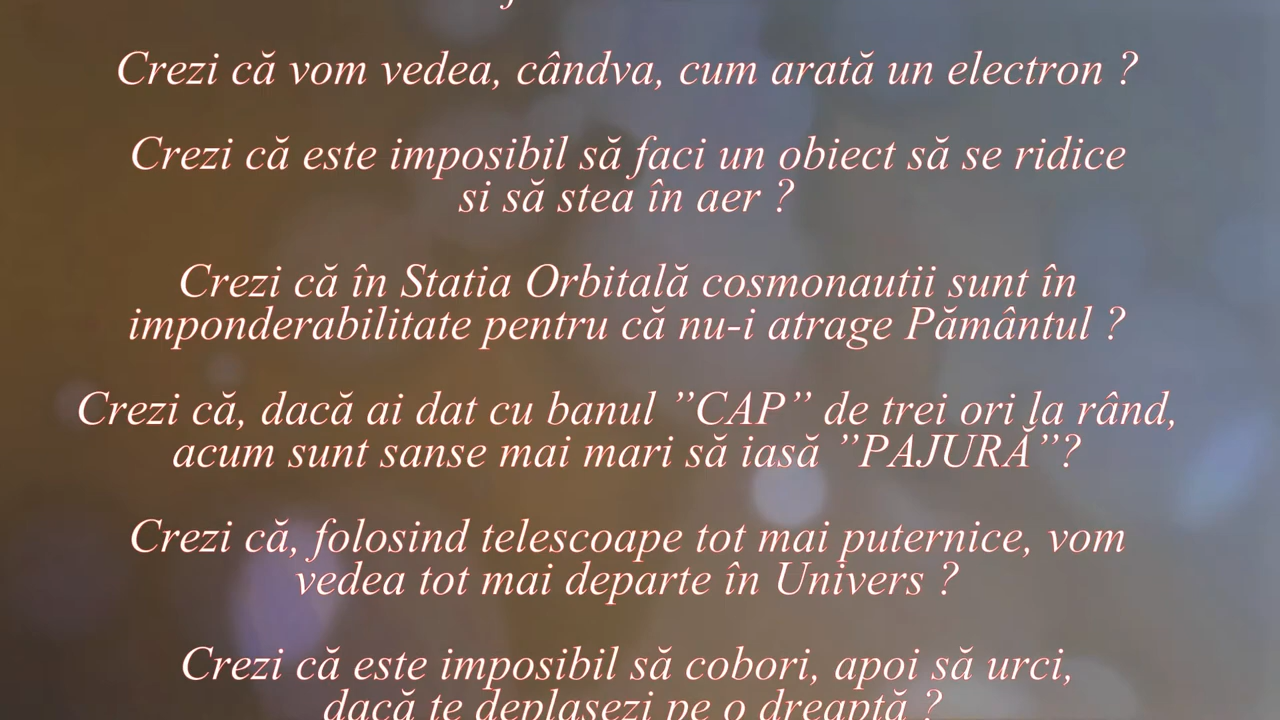 Crezi că vom vedea, cândva, cum arată un electron ?
Crezi că este imposibil să faci un obiect să se ridice
si să stea în aer ?
Crezi că în Statia Orbitală cosmonautii sunt în
imponderabilitate pentru că nu-i atrage Pământul ?
Crezi că, dacă ai dat cu banul ”CAP” de trei ori la rând,
acum sunt sanse mai mari să iasă ”PAJURĂ”?
Crezi că, folosind telescoape tot mai puternice, vom
vedea tot mai departe în Univers ?
Crezi că este imposibil să cobori, apoi să urci,
dacă te deplasezi pe o dreaptă ?